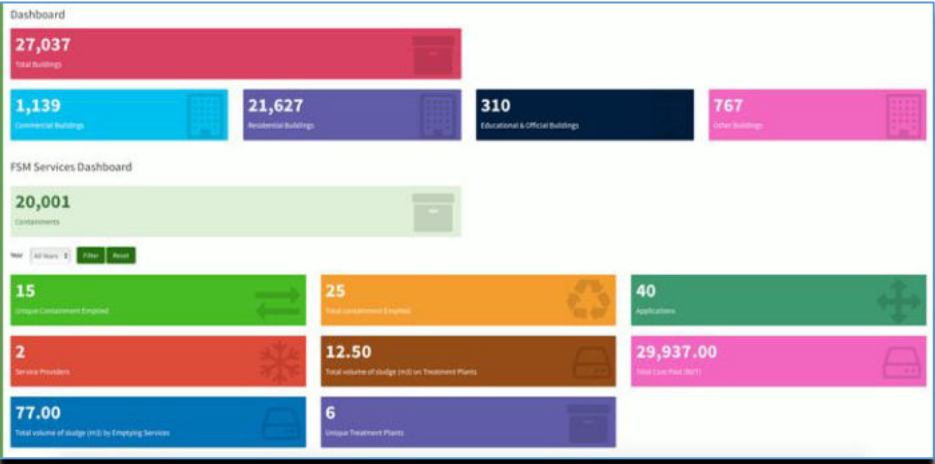 Dashboard
27,037
Total Buildings
1,139
Commercial Buildings
21,627
Residential Buildings
310
Educational & Official Buildings
767
Other Buildings
FSM Services Dashboard
20,001
Containments
Year All Years Filter Reset
15
Unique Containment Emptied
25
Total containment Emptied
40
Applications
2
Service Providers
12.50
Total volume of sludge (m3) on Treatment Plants
29,937.00
Total Cost Paid (BDT)
77.00
Total volume of sludge (m3) by Emptying Services
6
Unique Treatment Plants